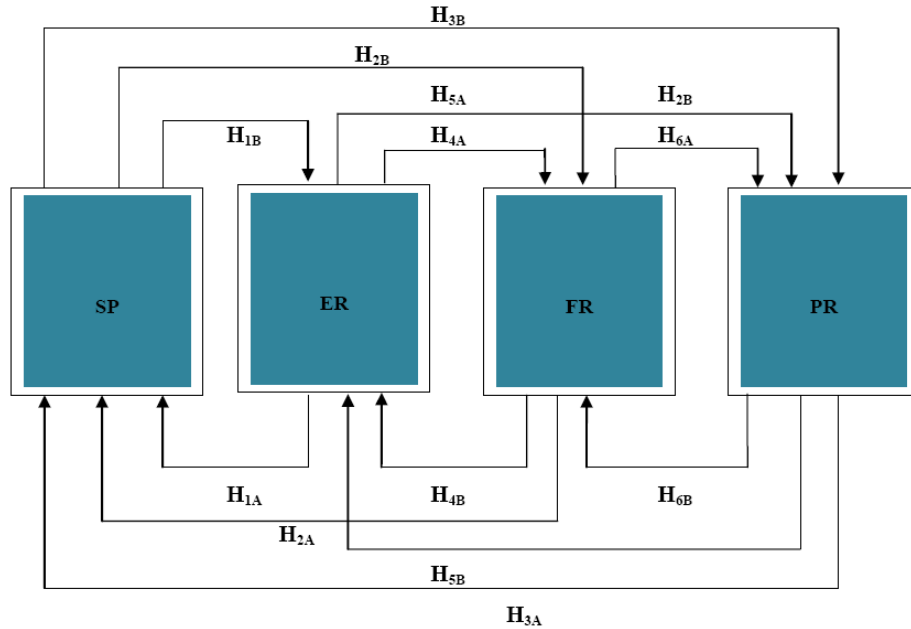 H3B
H2B
H5A H2B
H1B H4A H6A
SP ER FR PR
H1A H4B H6B
H2A
H5B
H3A